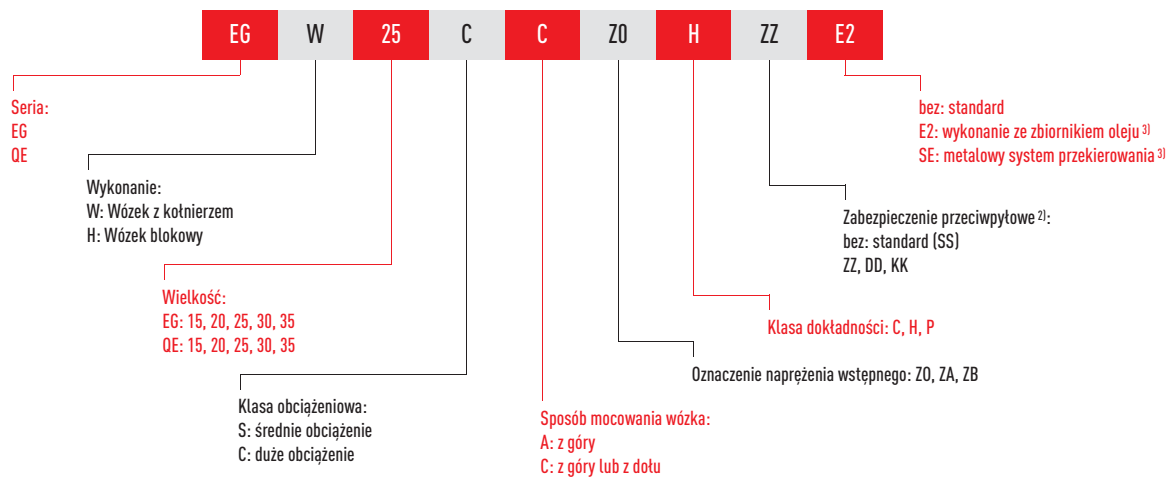 EG W 25 C C Z0 H ZZ E2
Seria:
EG
QE
Wykonanie:
W: Wózek z kołnierzem
H: Wózek blokowy
Wielkość:
EG: 15, 20, 25, 30, 35
QE: 15, 20, 25, 30, 35
Klasa obciążeniowa:
S: średnie obciążenie
C: duże obciążenie
Sposób mocowania wózka:
A: z góry
C: z góry lub z dołu
Oznaczenie naprężenia wstępnego: Z0, ZA, ZB
Klasa dokładności: C, H, P
Zabezpieczenie przeciwpyłowe 2):
bez: standard (SS)
ZZ, DD, KK
bez: standard
E2: wykonanie ze zbiornikiem oleju 3)
SE: metalowy system przekierowania 3)